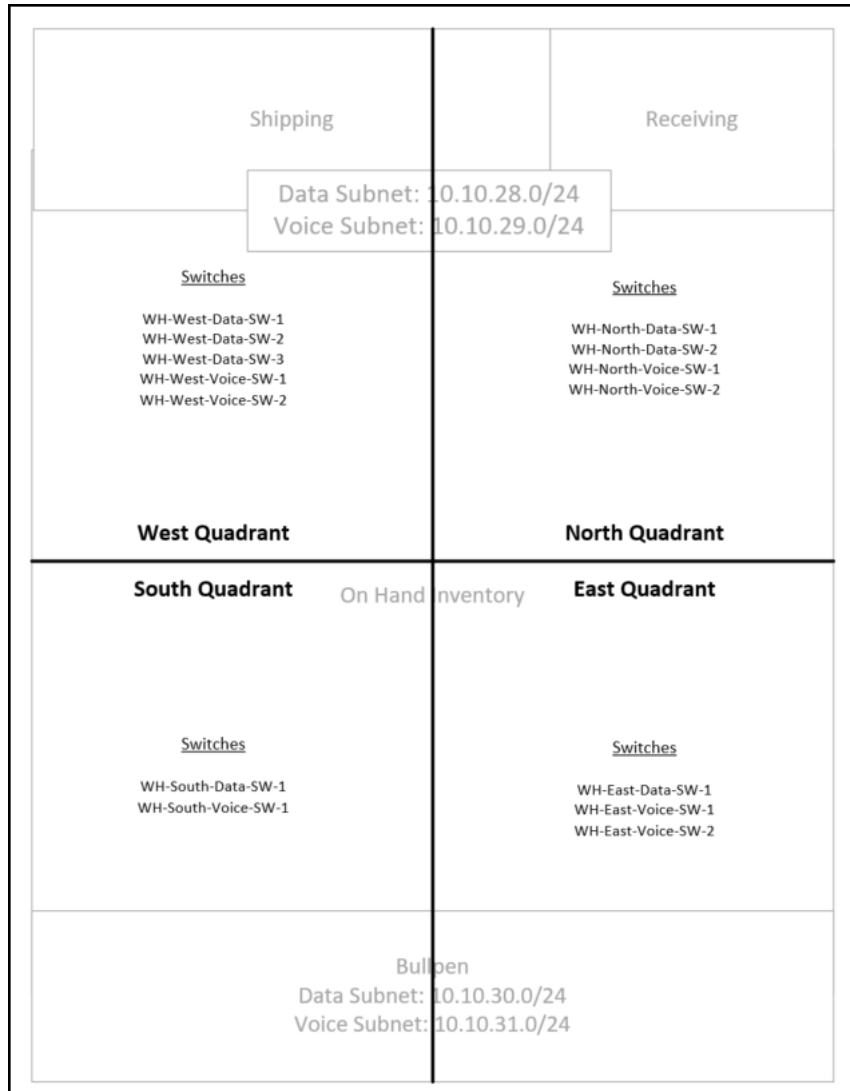 Shipping
Receiving
Data Subnet: 10.10.28.0/24
Voice Subnet: 10.10.29.0/24
Switches
WH-West-Data-SW-1
WH-West-Data-SW-2
WH-West-Data-SW-3
WH-West-Voice-SW-1
WH-West-Voice-SW-2
West Quadrant
Switches
WH-North-Data-SW-1
WH-North-Data-SW-2
WH-North-Voice-SW-1
WH-North-Voice-SW-2
North Quadrant
South Quadrant
On Hand Inventory
East Quadrant
Switches
WH-South-Data-SW-1
WH-South-Voice-SW-1
Switches
WH-East-Data-SW-1
WH-East-Voice-SW-1
WH-East-Voice-SW-2
Bullpen
Data Subnet: 10.10.30.0/24
Voice Subnet: 10.10.31.0/24